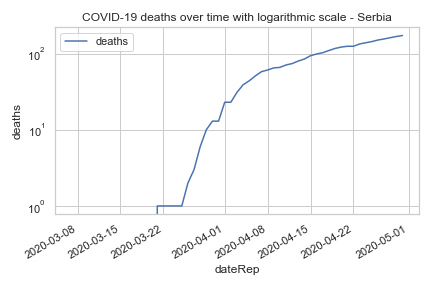 COVID-19 deaths over time with logarithmic scale - Serbia
deaths
deaths
10²
10¹
10⁰
2020-03-08
2020-03-15
2020-03-22
2020-04-01
2020-04-08
2020-04-15
2020-04-22
2020-05-01
dateRep